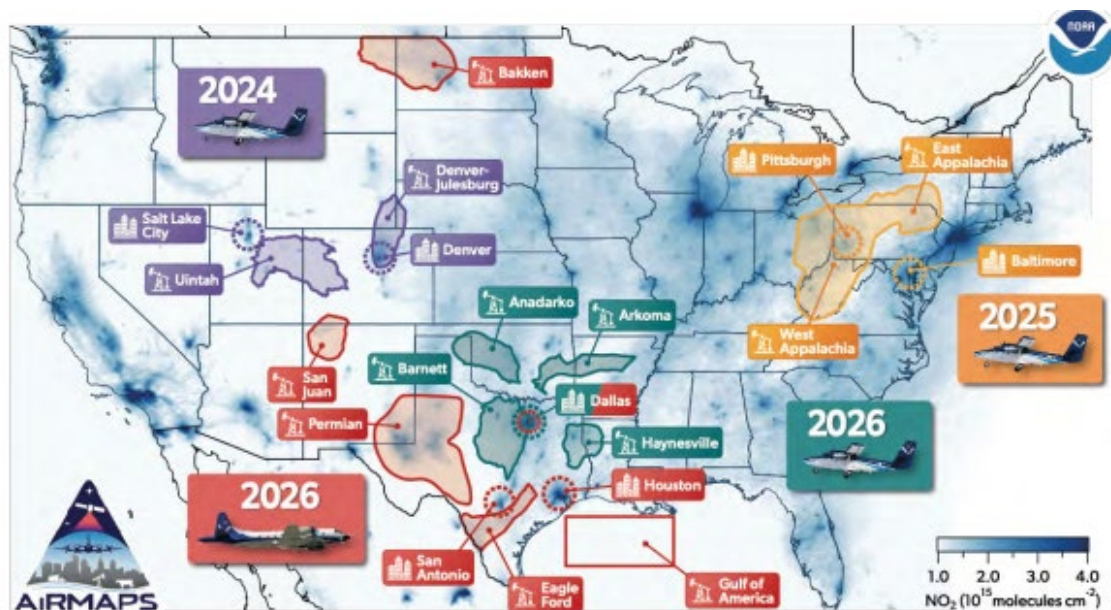 NOAA
2024
Bakken
Pittsburgh
East
Appalachia
Denver-
Julesburg
Salt Lake
City
Denver
Baltimore
Uintah
Anadarko
Arkoma
2025
West
Appalachia
Barnett
San
Juan
Dallas
2026
Permian
Haynesville
2026
Houston
San
Antonio
Eagle
Ford
Gulf of
America
AiRMAPS
1.0 2.0 3.0 4.0
NO₂ (10¹⁵ molecules cm⁻²)